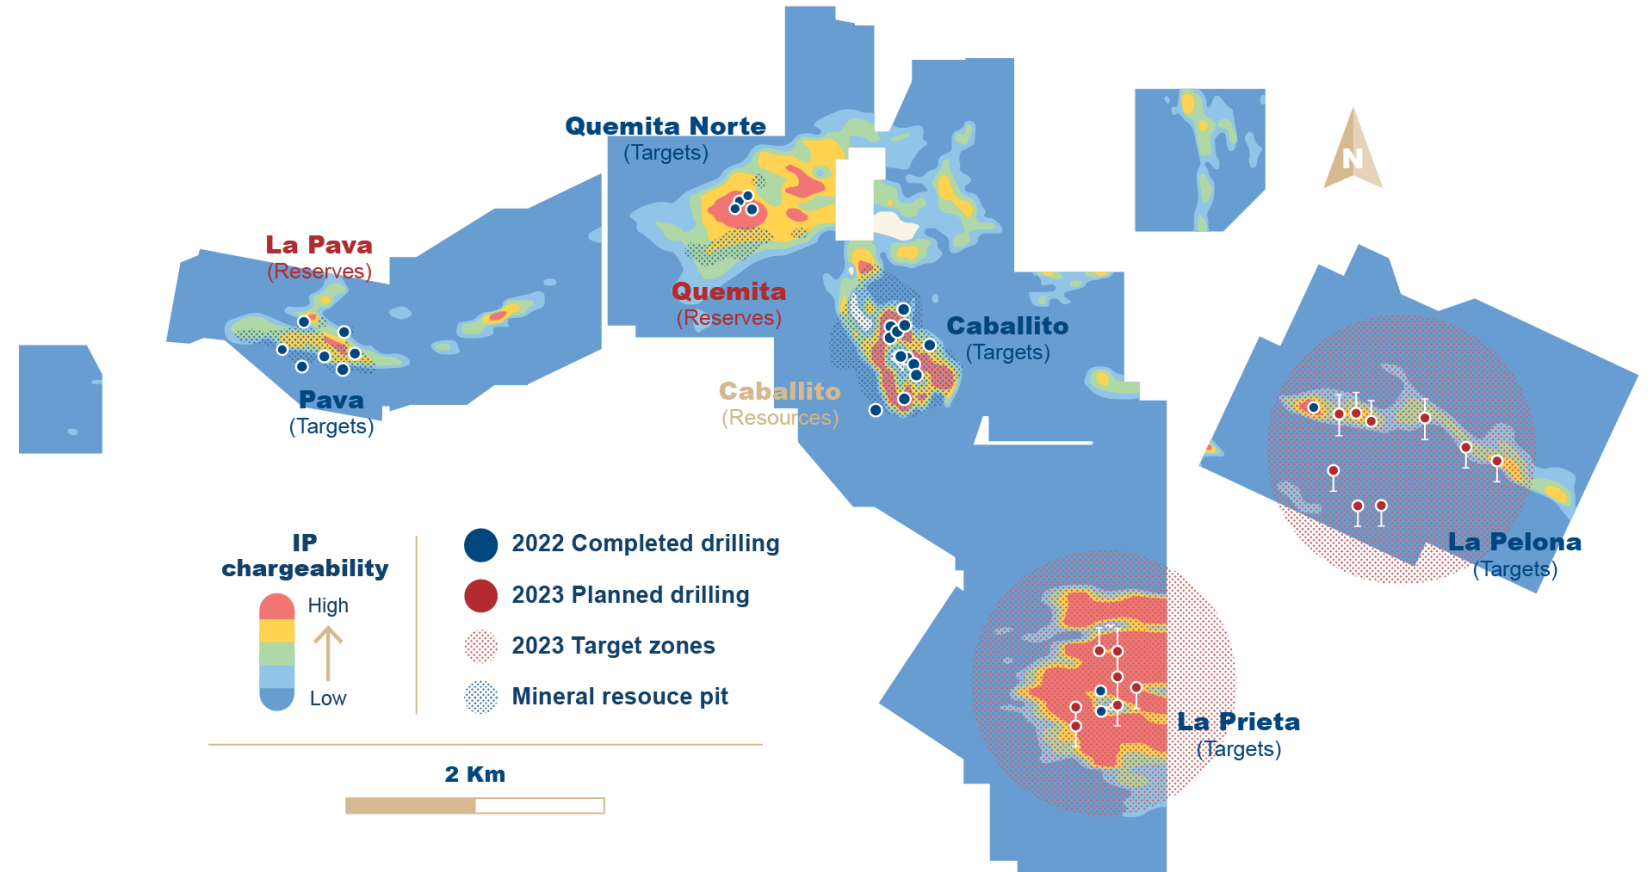 Quemita Norte
(Targets)
N
La Pava
(Reserves)
Quemita
(Reserves)
Caballito
(Targets)
Caballito
(Resources)
Pava
(Targets)
La Pelona
(Targets)
IP
chargeability
High
Low
2022 Completed drilling
2023 Planned drilling
2023 Target zones
Mineral resouce pit
La Prieta
(Targets)
2 Km